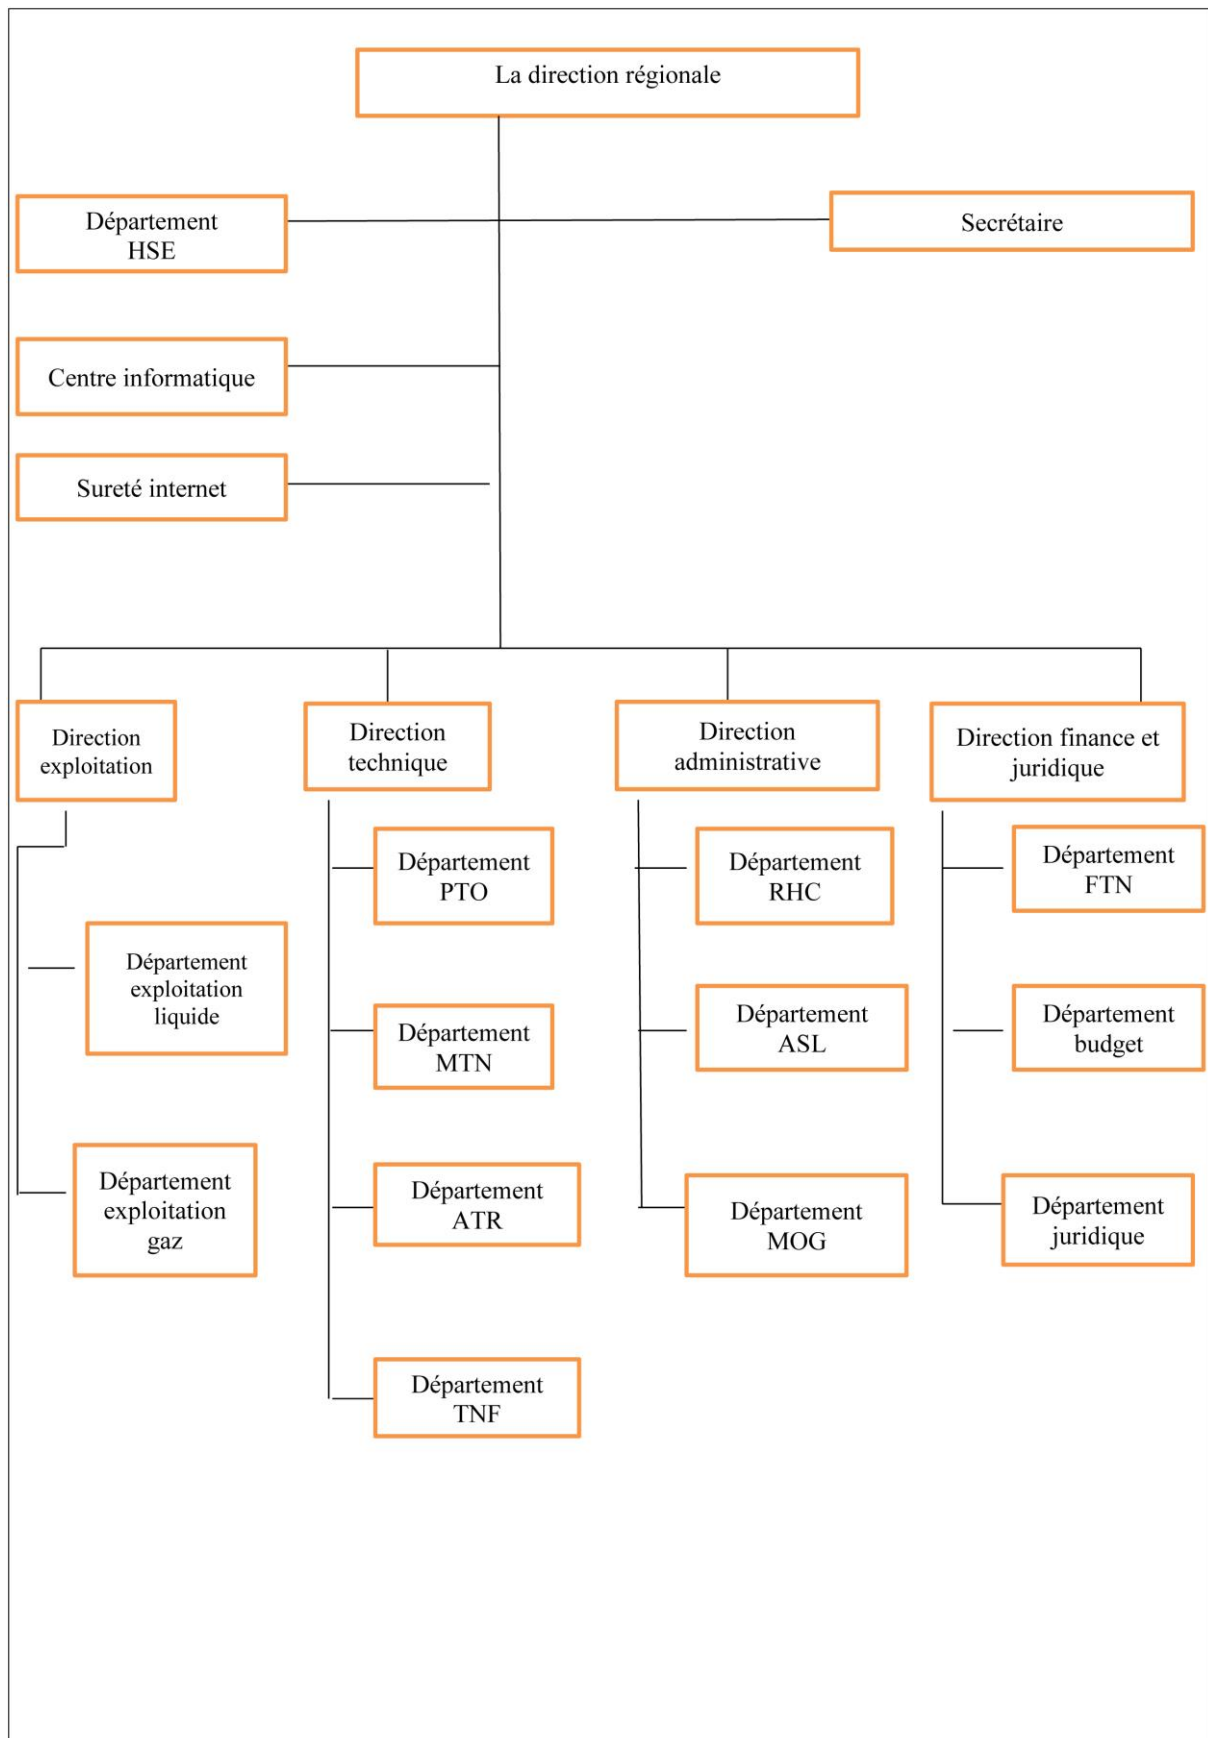 La direction régionale
Département
HSE
Secrétaire
Centre informatique
Sureté internet
Direction
exploitation
Direction
technique
Direction
administrative
Direction finance et
juridique
Département
exploitation
liquide
Département
exploitation
gaz
Département
PTO
Département
MTN
Département
ATR
Département
TNF
Département
RHC
Département
ASL
Département
MOG
Département
FTN
Département
budget
Département
juridique